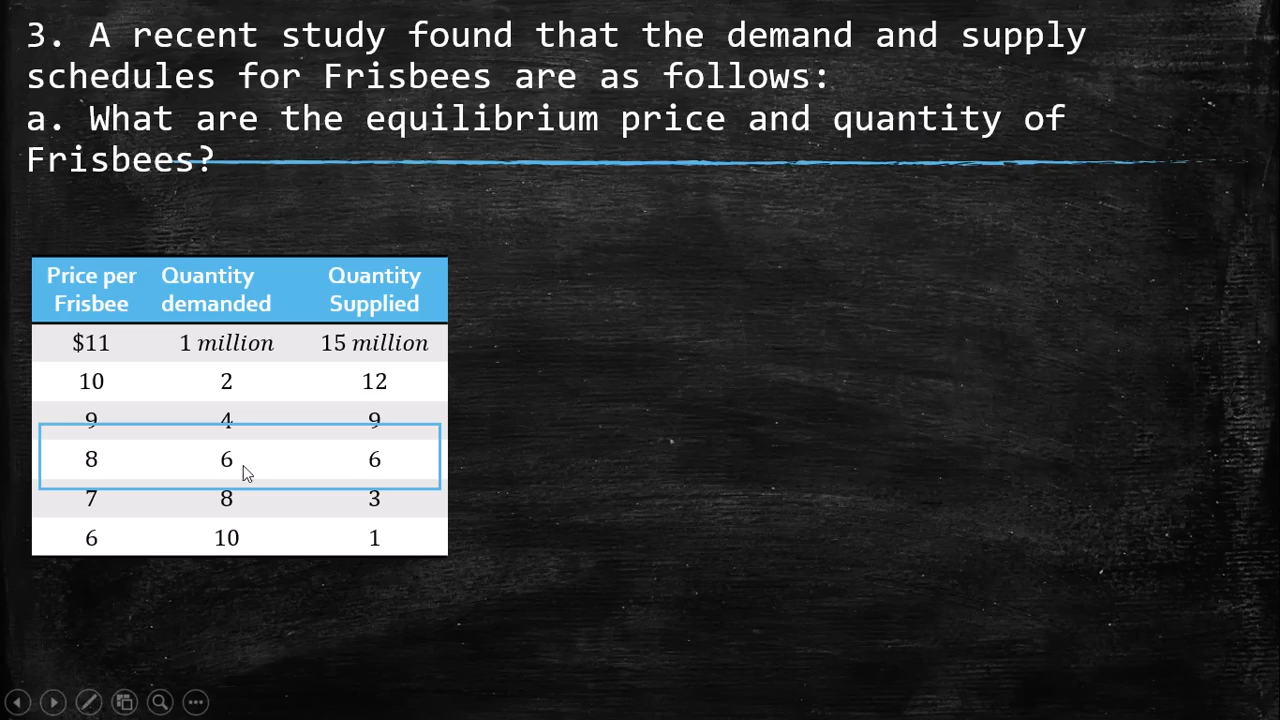 3. A recent study found that the demand and supply
schedules for Frisbees are as follows:
a. What are the equilibrium price and quantity of
Frisbees?
Price per Quantity Quantity
Frisbee demanded Supplied
$11 1 million 15 million
10 2 12
9 4 9
8 6 6
7 8 3
6 10 1